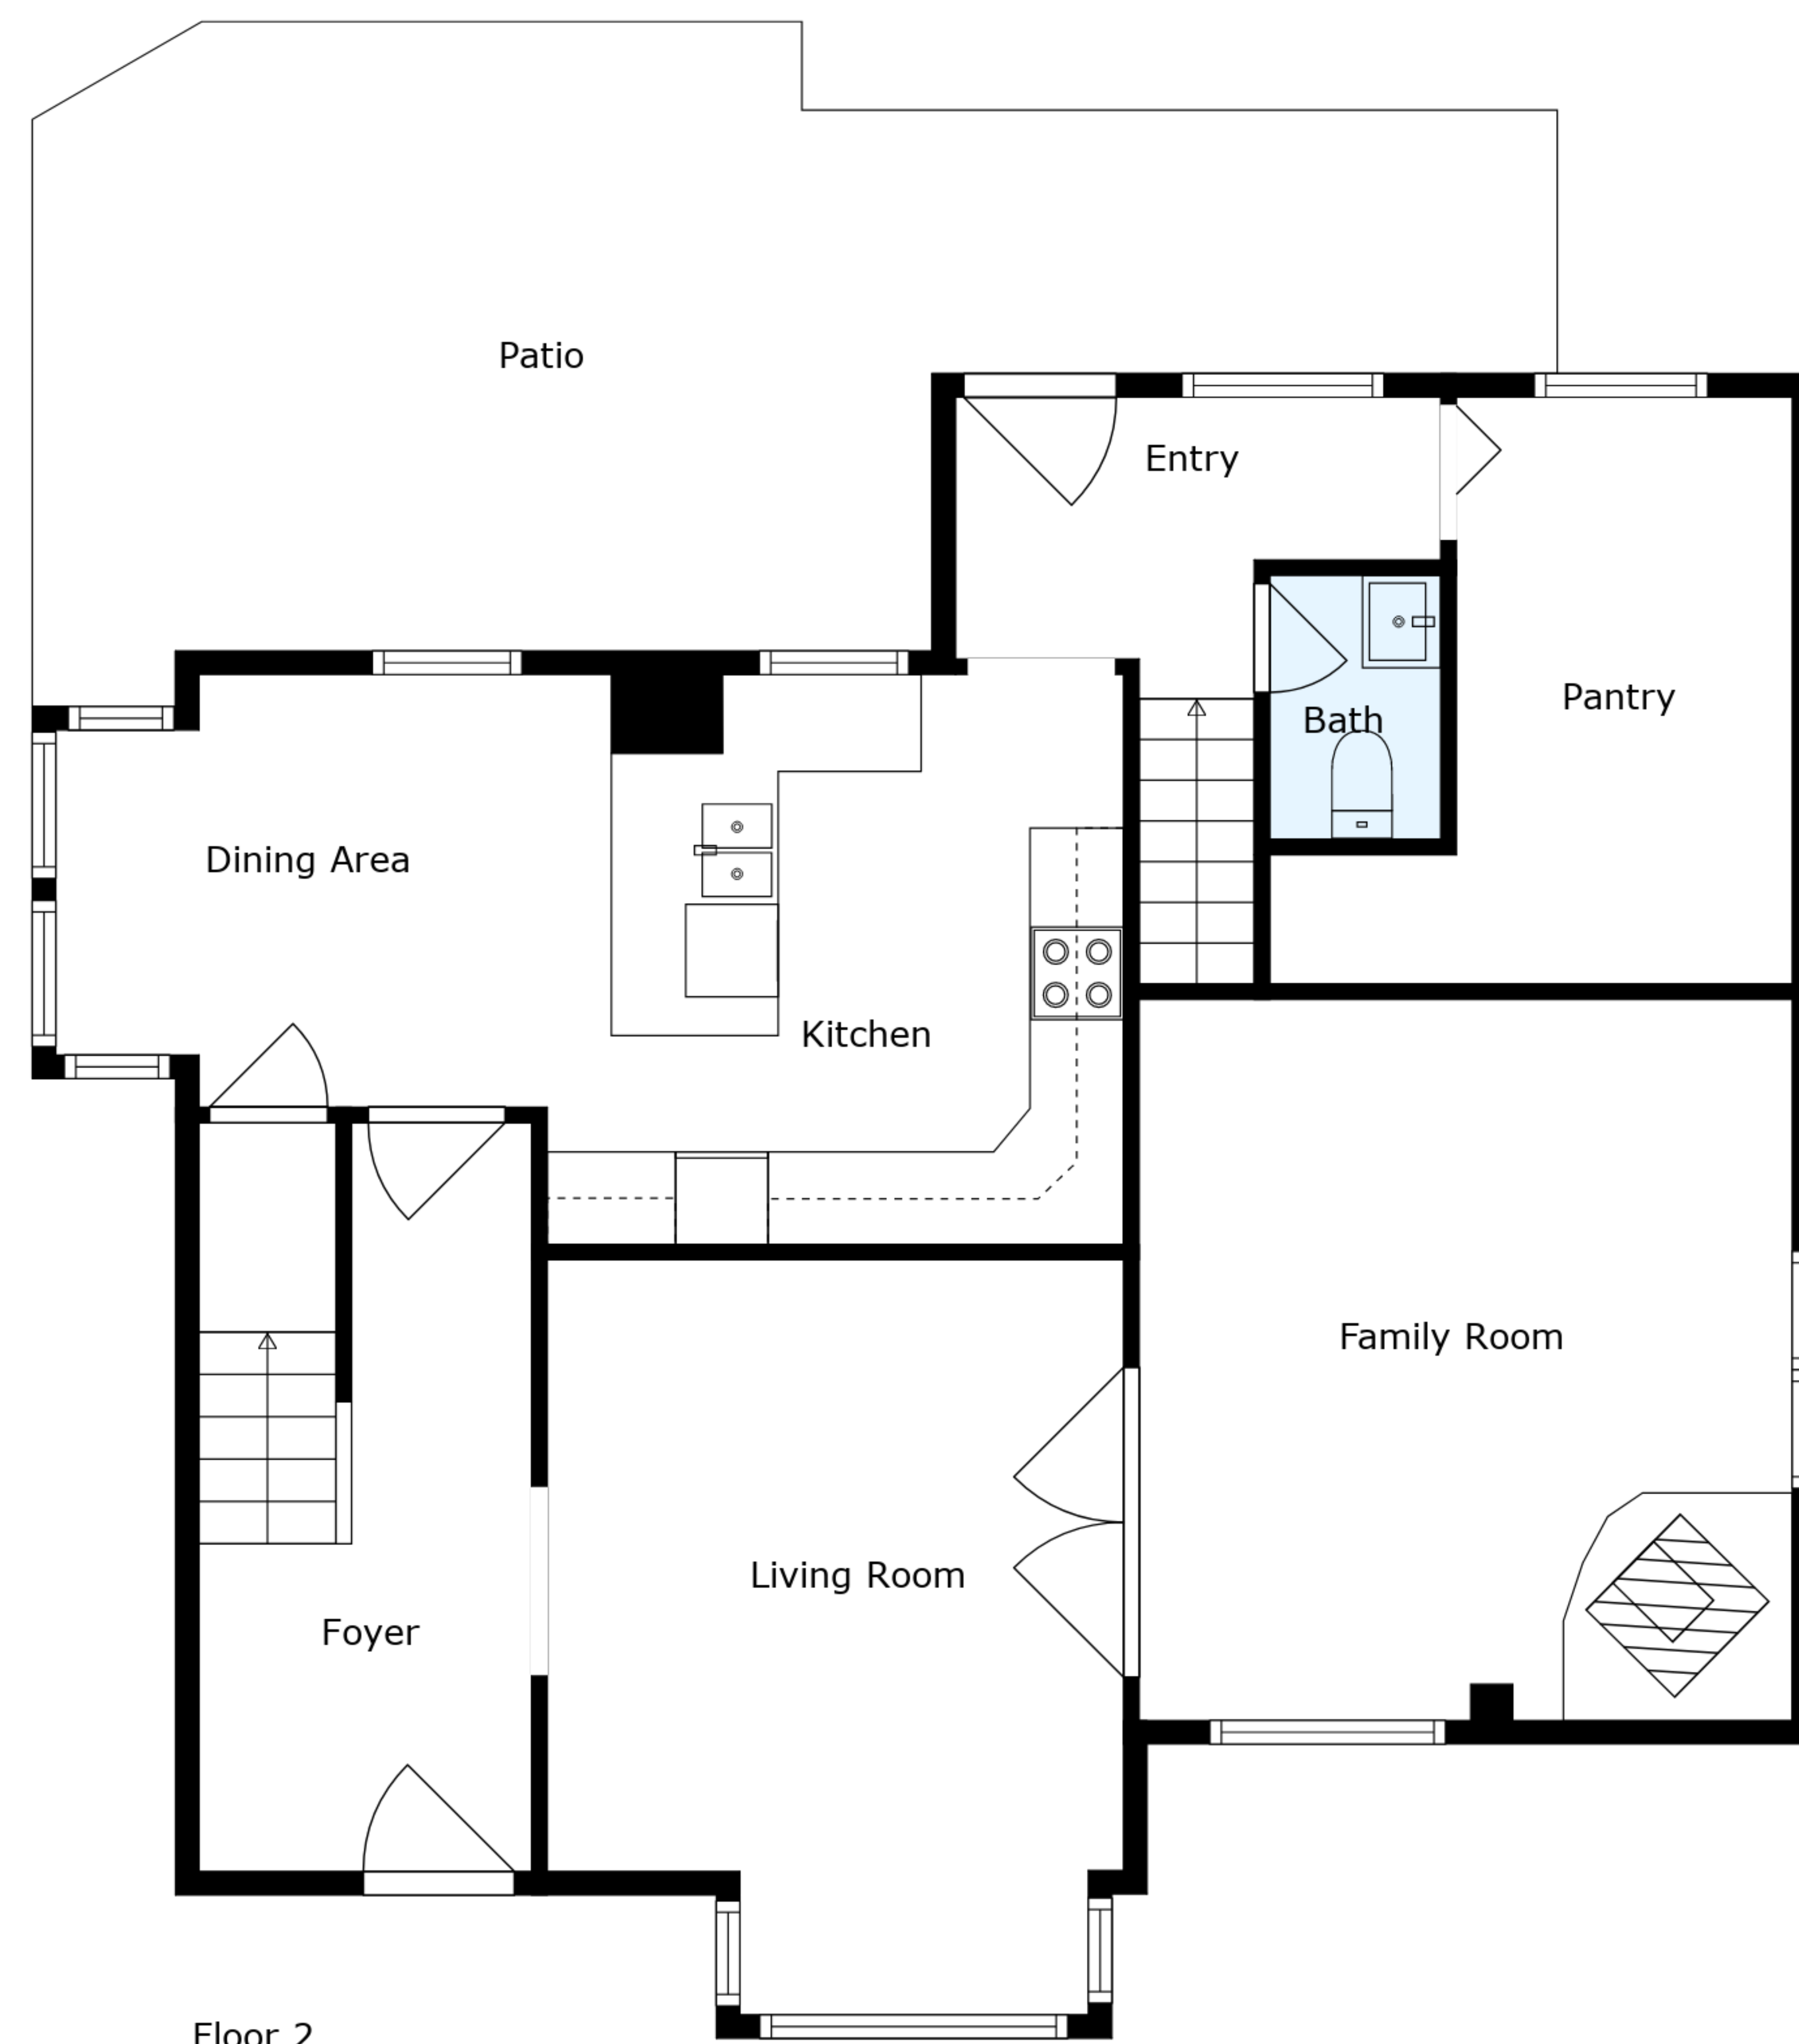 Patio
Entry
Pantry
Bath
Dining Area
Kitchen
Family Room
Living Room
Foyer
Floor 2